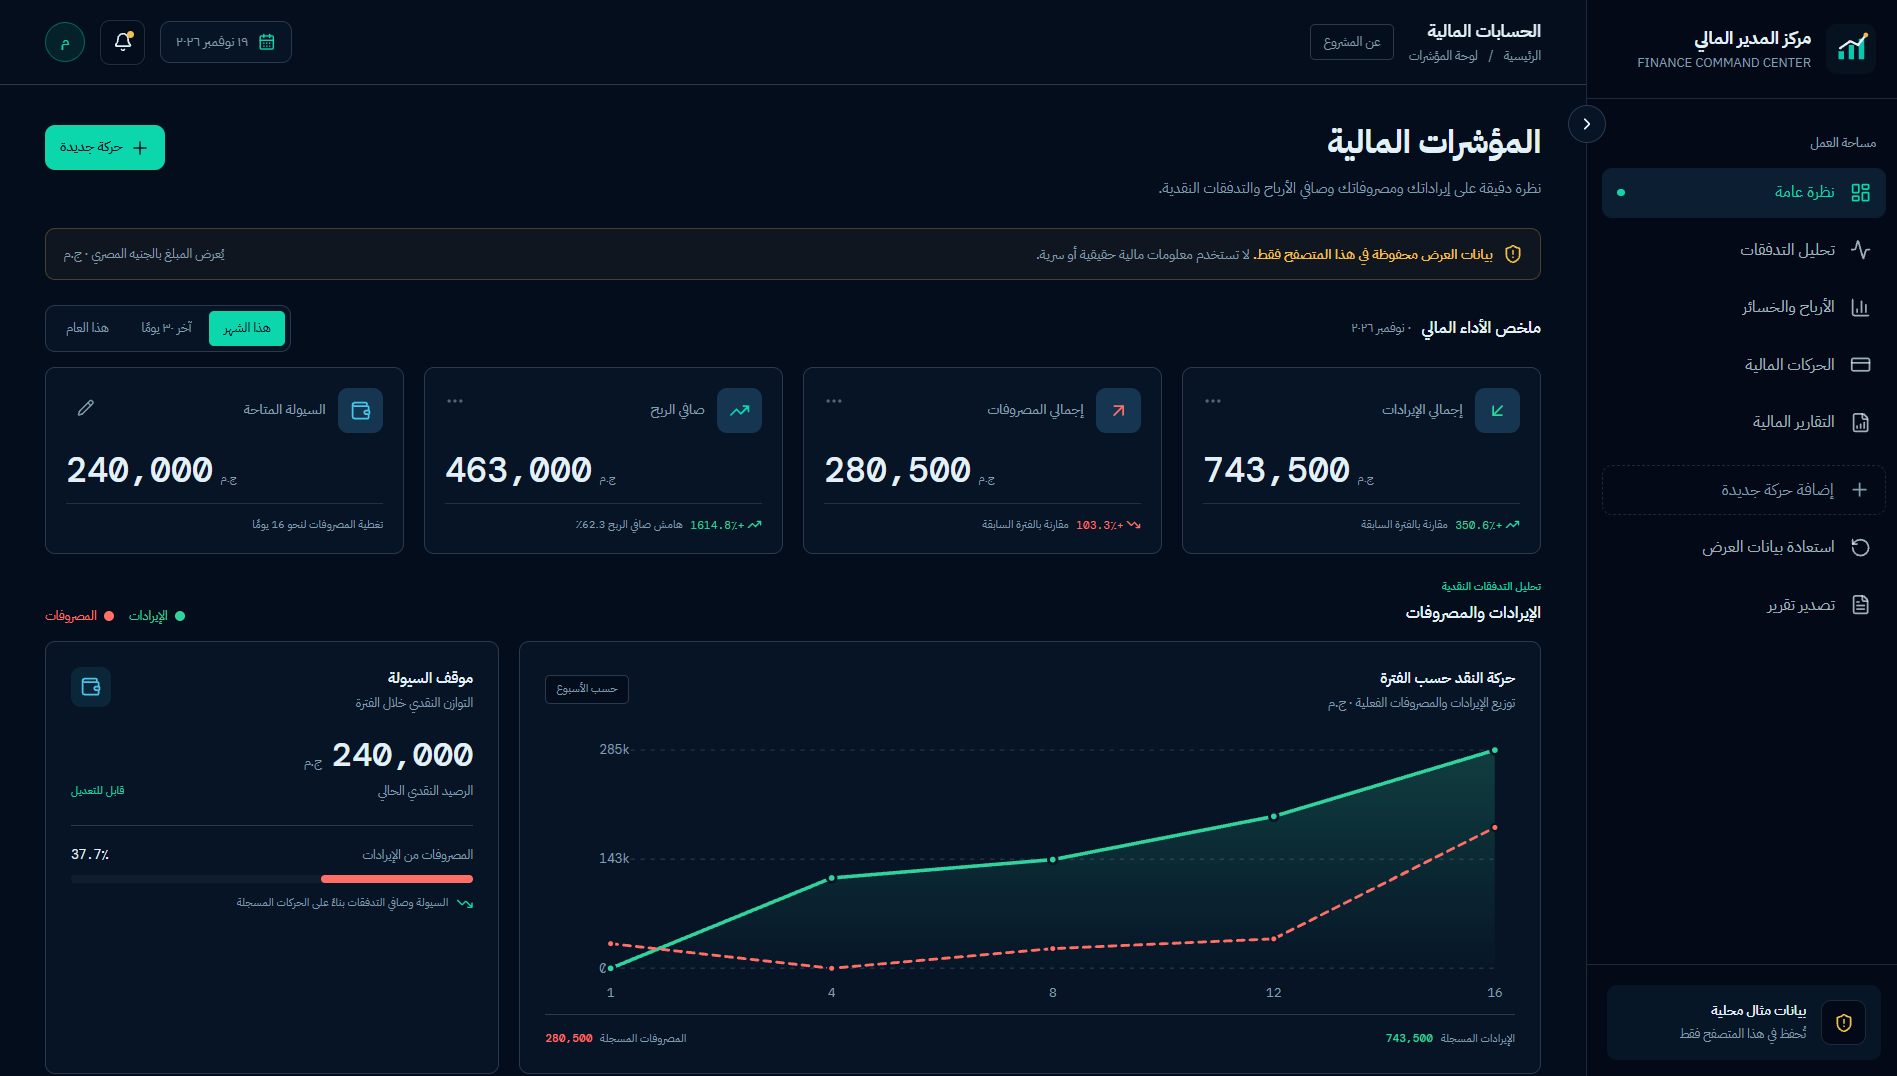 مركز المدير المالي
FINANCE COMMAND CENTER
مساحة العمل
نظرة عامة
تحليل التدفقات
الأرباح والخسائر
الحركات المالية
التقارير المالية
إضافة حركة جديدة
استعادة بيانات العرض
تصدير تقرير
بيانات مثال محلية
تُحفظ في هذا المتصفح فقط
الحسابات المالية
الرئيسية / لوحة المؤشرات
عن المشروع
١٩ نوفمبر ٢٠٢٦
م
المؤشرات المالية
نظرة دقيقة على إيراداتك ومصروفاتك وصافي الأرباح والتدفقات النقدية.
حركة جديدة
بيانات العرض محفوظة في هذا المتصفح فقط. لا تستخدم معلومات مالية حقيقية أو سرية.
يُعرض المبلغ بالجنيه المصري · ج.م
ملخص الأداء المالي · نوفمبر ٢٠٢٦
هذا الشهر
آخر ٣٠ يومًا
هذا العام
إجمالي الإيرادات
743,500 ج.م
+350.6٪ مقارنة بالفترة السابقة
إجمالي المصروفات
280,500 ج.م
+103.3٪ مقارنة بالفترة السابقة
صافي الربح
463,000 ج.م
+1614.8٪ هامش صافي الربح 62.3٪
السيولة المتاحة
240,000 ج.م
تغطية المصروفات لنحو 16 يومًا
تحليل التدفقات النقدية
الإيرادات والمصروفات
الإيرادات
المصروفات
حركة النقد حسب الفترة
توزيع الإيرادات والمصروفات الفعلية · ج.م
حسب الأسبوع
285k
143k
0
1 4 8 12 16
الإيرادات المسجلة 743,500
المصروفات المسجلة 280,500
موقف السيولة
التوازن النقدي خلال الفترة
240,000 ج.م
الرصيد النقدي الحالي
قابل للتعديل
المصروفات من الإيرادات
37.7٪
السيولة وصافي التدفقات بناءً على الحركات المسجلة